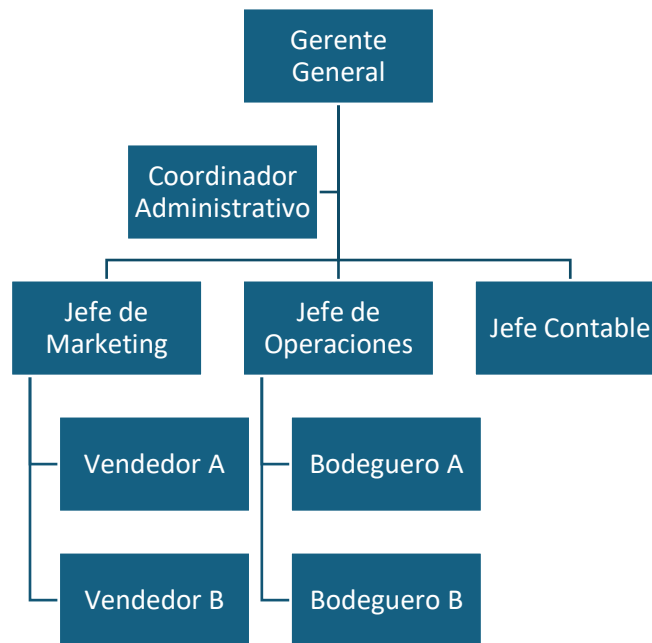 Gerente
General
Coordinador
Administrativo
Jefe de
Marketing
Jefe de
Operaciones
Jefe Contable
Vendedor A
Bodeguero A
Vendedor B
Bodeguero B